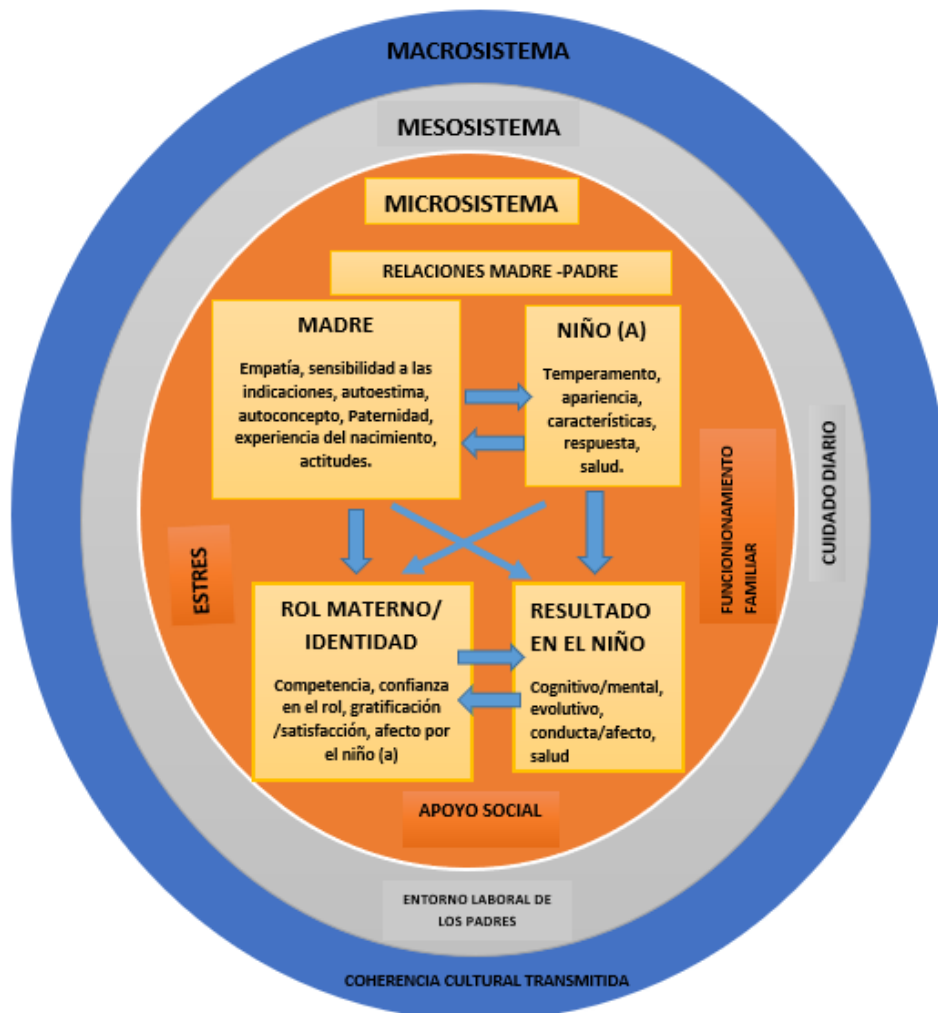 MACROSISTEMA
MESOSISTEMA
MICROSISTEMA
RELACIONES MADRE -PADRE
MADRE
Empatía, sensibilidad a las
indicaciones, autoestima,
autoconcepto, Paternidad,
experiencia del nacimiento,
actitudes.
NIÑO (A)
Temperamento,
apariencia,
características,
respuesta,
salud.
ESTRES
FUNCIONIONAMIENTO
FAMILIAR
CUIDADO DIARIO
ROL MATERNO/
IDENTIDAD
Competencia, confianza
en el rol, gratificación
/satisfacción, afecto por
el niño (a)
RESULTADO
EN EL NIÑO
Cognitivo/mental,
evolutivo,
conducta/afecto,
salud
APOYO SOCIAL
ENTORNO LABORAL DE
LOS PADRES
COHERENCIA CULTURAL TRANSMITIDA